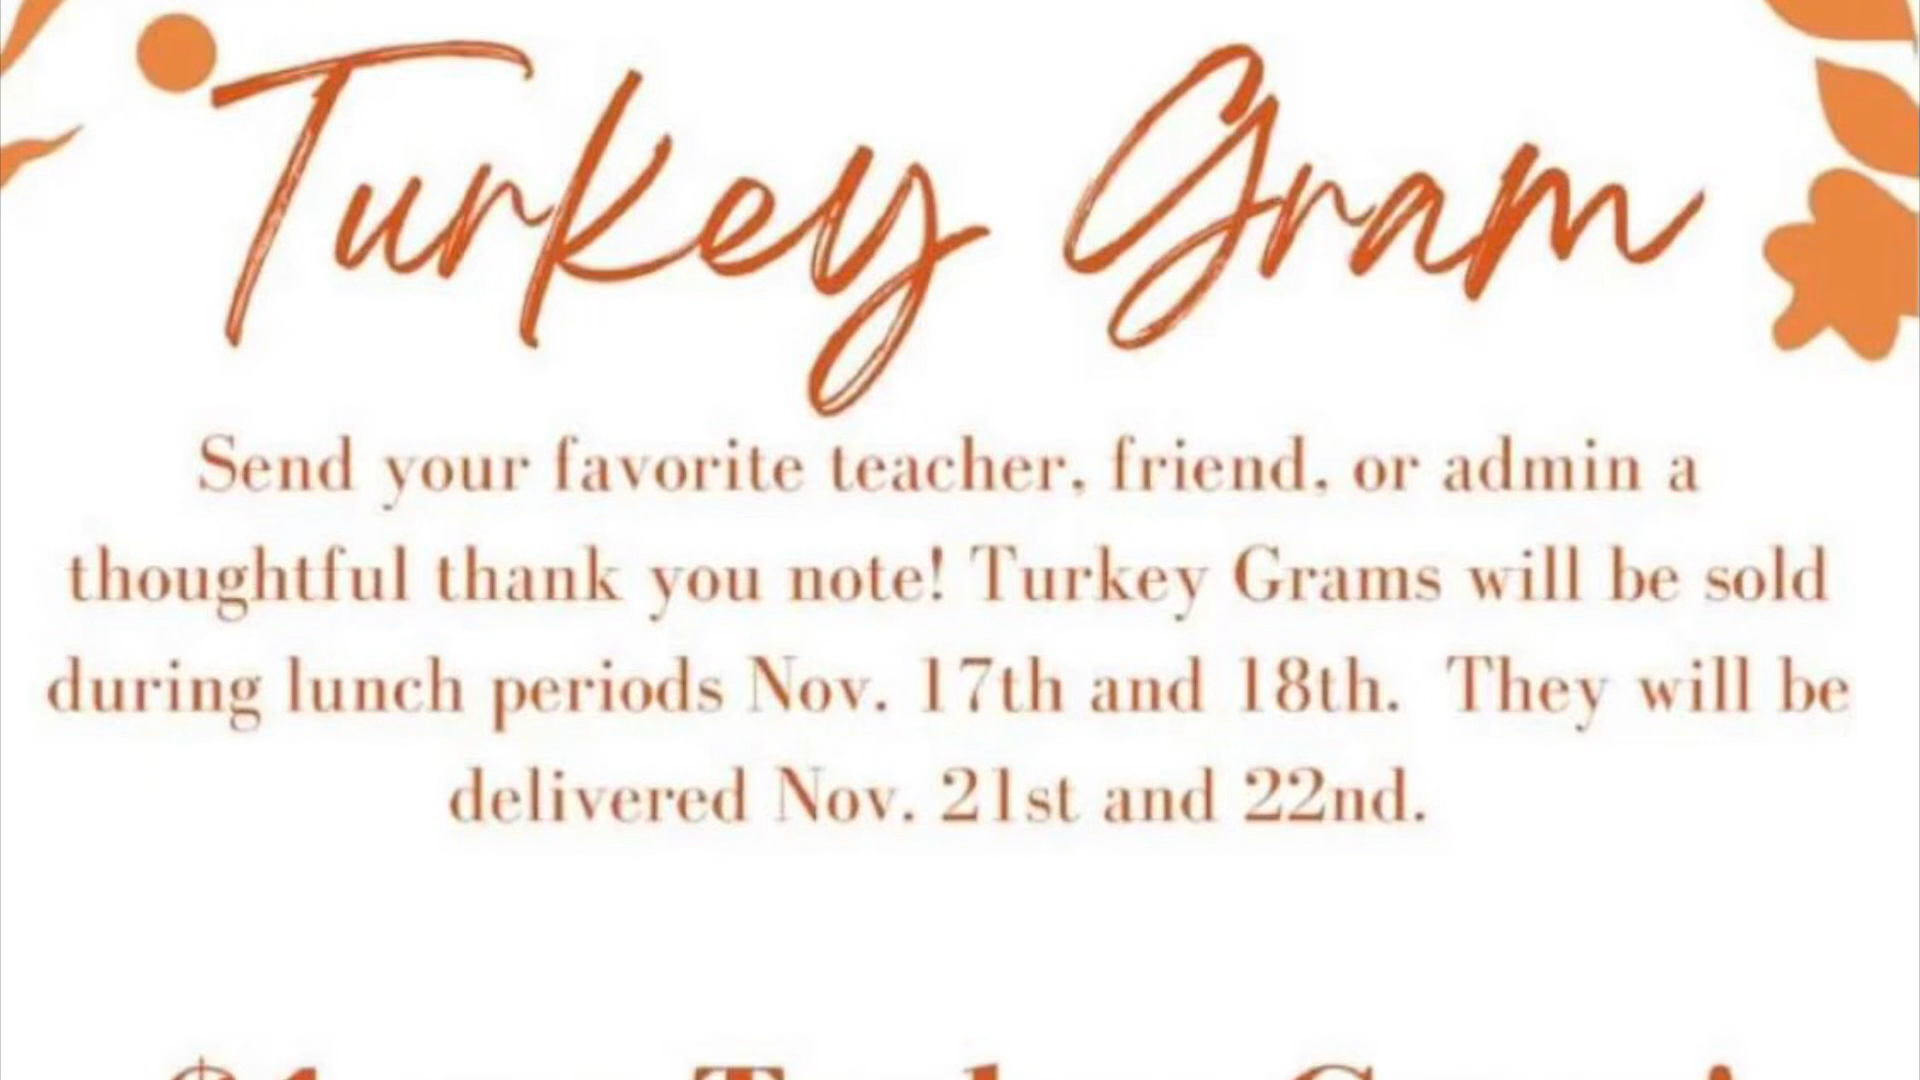 Turkey Gram
Send your favorite teacher, friend, or admin a
thoughtful thank you note! Turkey Grams will be sold
during lunch periods Nov. 17th and 18th. They will be
delivered Nov. 21st and 22nd.